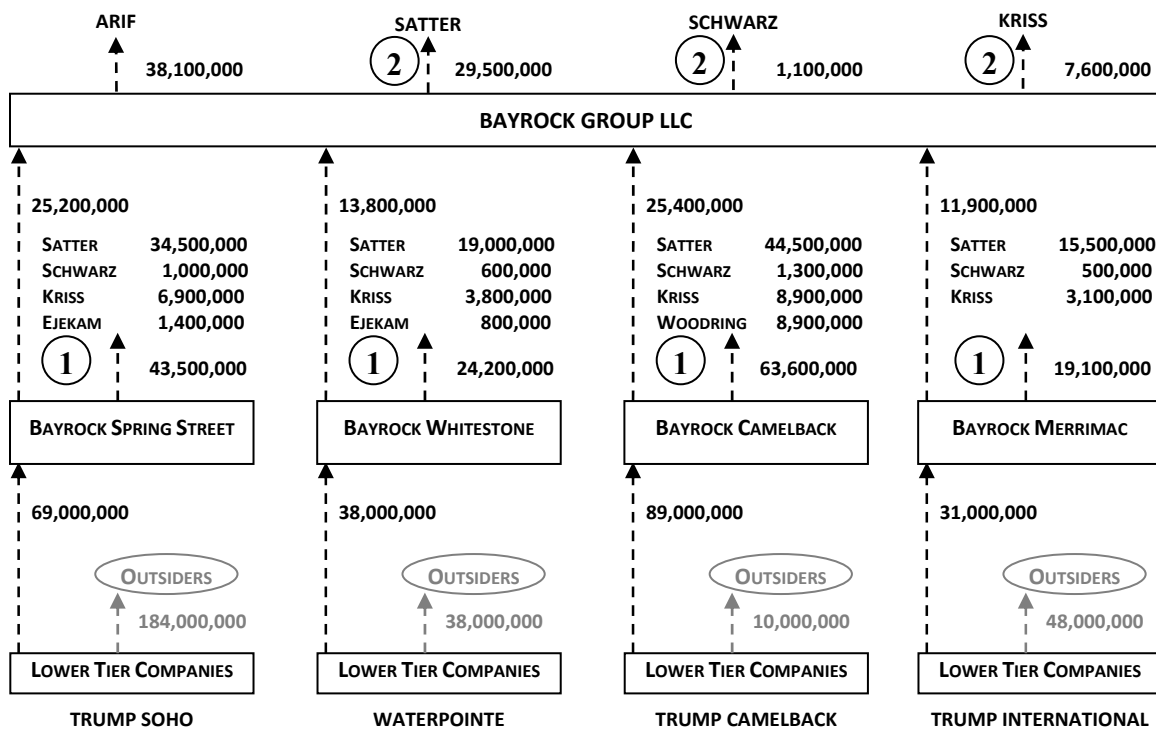 ARIF SATTER SCHWARZ KRISS
2 2 2
38,100,000 29,500,000 1,100,000 7,600,000
BAYROCK GROUP LLC
25,200,000 13,800,000 25,400,000 11,900,000
SATTER 34,500,000 SATTER 19,000,000 SATTER 44,500,000 SATTER 15,500,000
SCHWARZ 1,000,000 SCHWARZ 600,000 SCHWARZ 1,300,000 SCHWARZ 500,000
KRISS 6,900,000 KRISS 3,800,000 KRISS 8,900,000 KRISS 3,100,000
EJEKAM 1,400,000 EJEKAM 800,000 WOODRING 8,900,000
1 43,500,000 1 24,200,000 1 63,600,000 1 19,100,000
BAYROCK SPRING STREET BAYROCK WHITESTONE BAYROCK CAMELBACK BAYROCK MERRIMAC
69,000,000 38,000,000 89,000,000 31,000,000
OUTSIDERS OUTSIDERS OUTSIDERS OUTSIDERS
184,000,000 38,000,000 10,000,000 48,000,000
LOWER TIER COMPANIES LOWER TIER COMPANIES LOWER TIER COMPANIES LOWER TIER COMPANIES
TRUMP SOHO WATERPOINTE TRUMP CAMELBACK TRUMP INTERNATIONAL